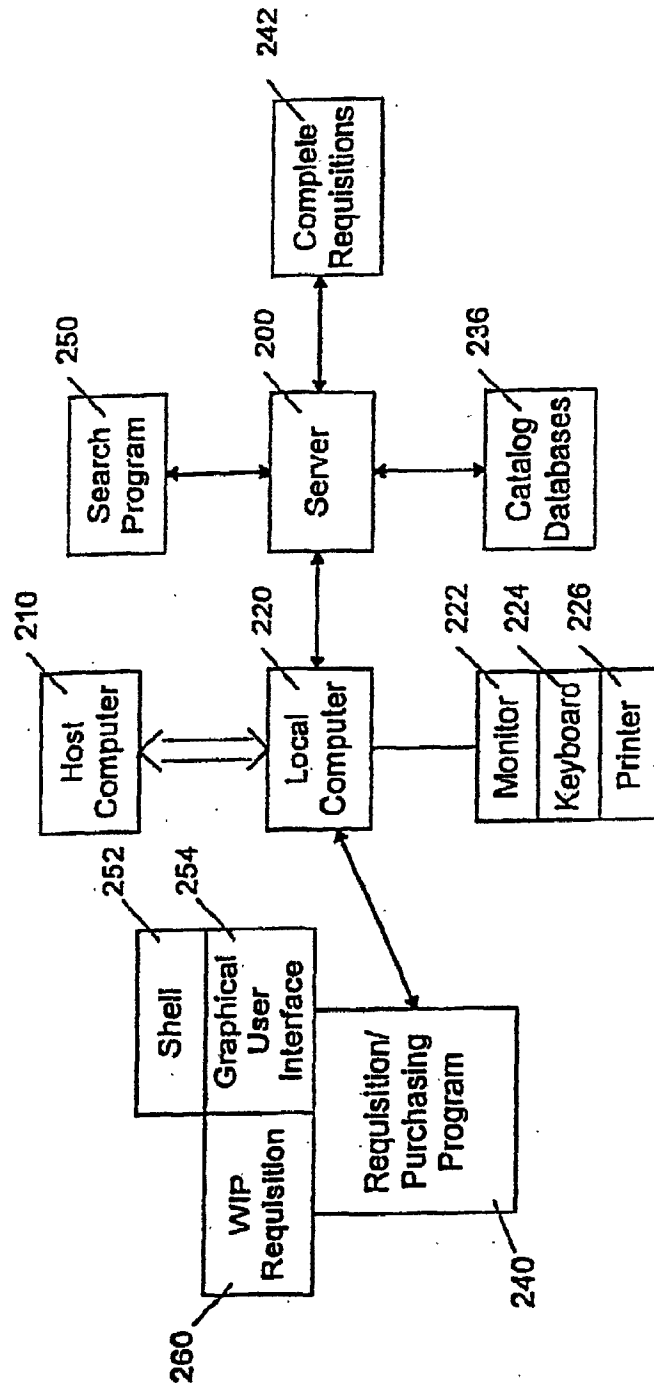 242
Complete
Requisitions
250
Search
Program
200
Server
236
Catalog
Databases
210
Host
Computer
220
Local
Computer
222
224
226
Monitor
Keyboard
Printer
252
254
Shell
Graphical
User
Interface
WIP
Requisition
260
Requisition/
Purchasing
Program
240